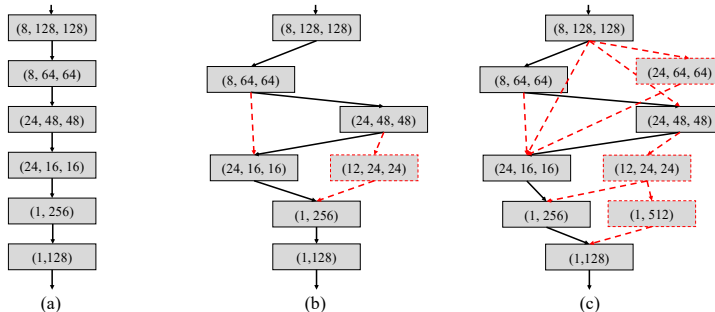 (8, 128, 128)
(8, 64, 64)
(24, 48, 48)
(24, 16, 16)
(1, 256)
(1,128)
(a)
(8, 128, 128)
(8, 64, 64)
(24, 48, 48)
(24, 16, 16)
(12, 24, 24)
(1, 256)
(1,128)
(b)
(8, 128, 128)
(8, 64, 64)
(24, 64, 64)
(24, 48, 48)
(24, 16, 16)
(12, 24, 24)
(1, 256)
(1, 512)
(1,128)
(c)